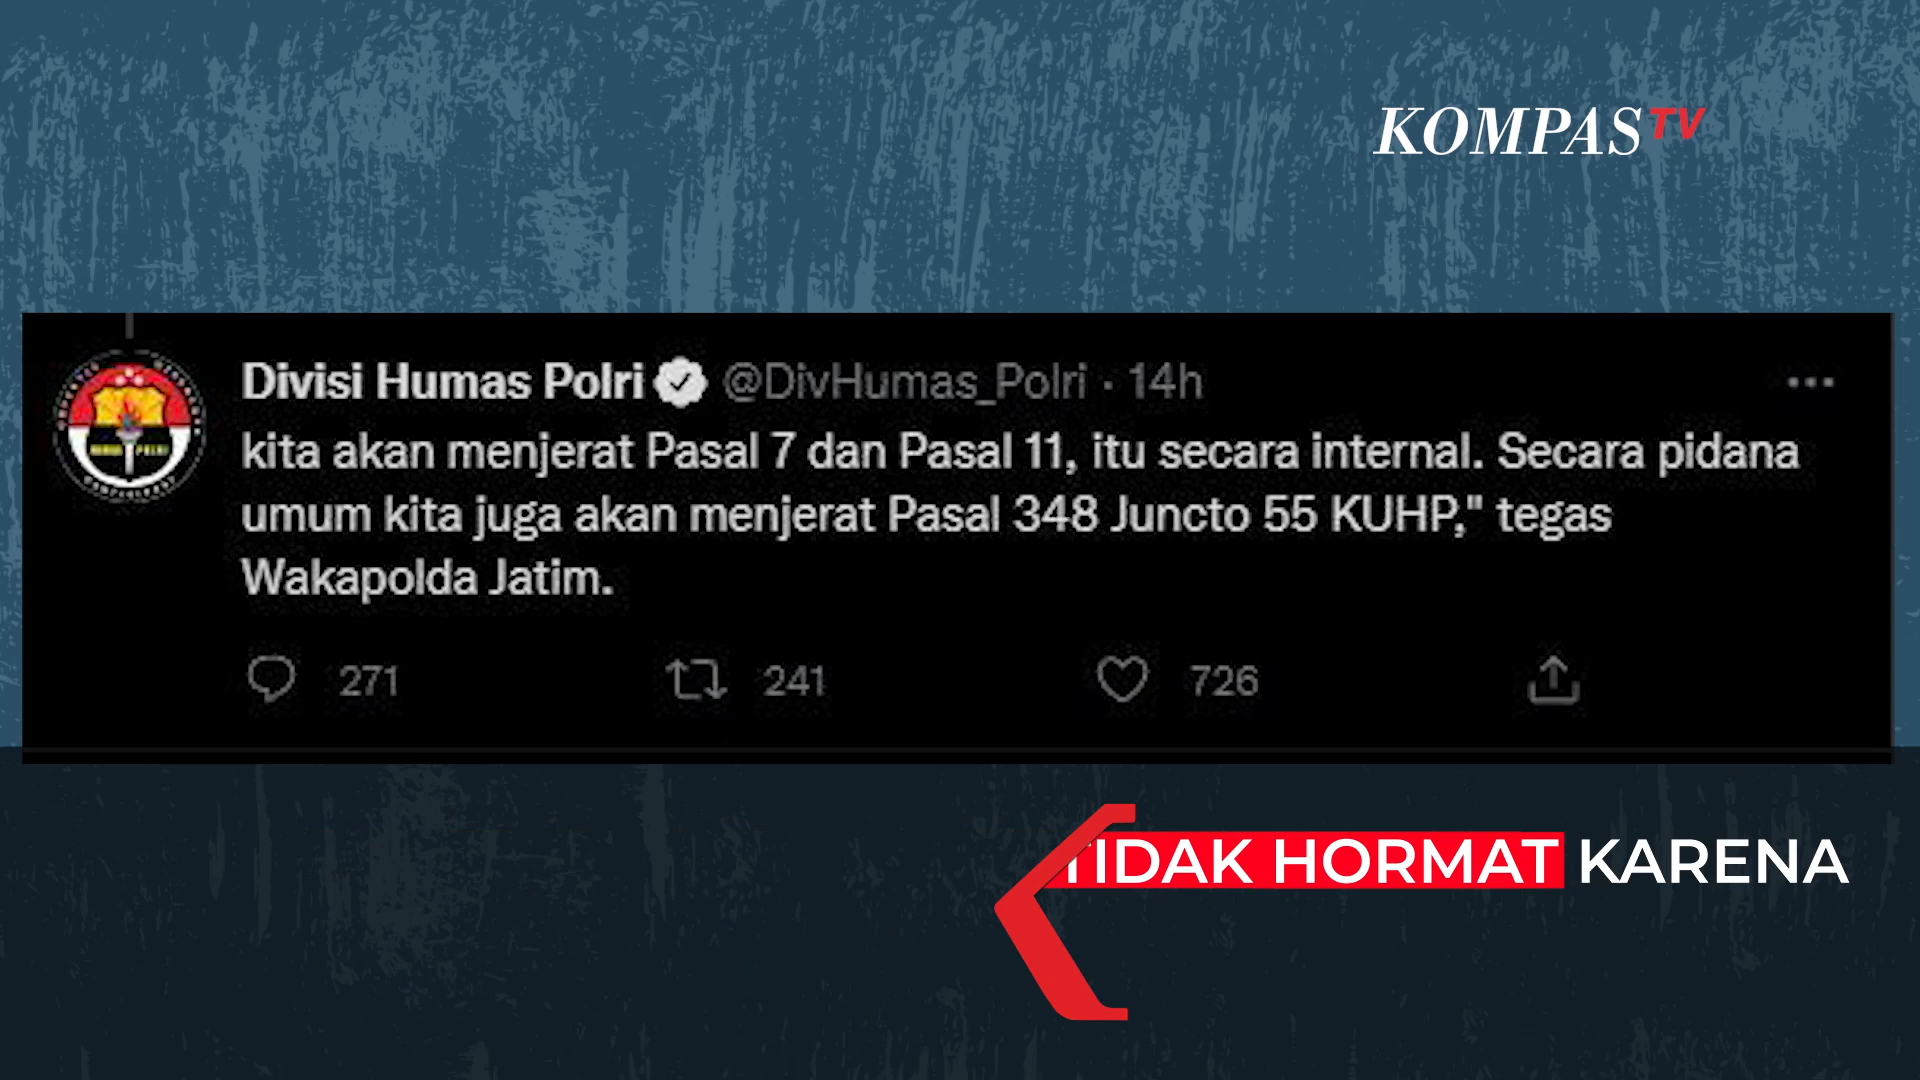 KOMPASTV
Divisi Humas Polri @DivHumas_Polri · 14h
kita akan menjerat Pasal 7 dan Pasal 11, itu secara internal. Secara pidana
umum kita juga akan menjerat Pasal 348 Juncto 55 KUHP," tegas
Wakapolda Jatim.
271 241 726
TIDAK HORMAT KARENA